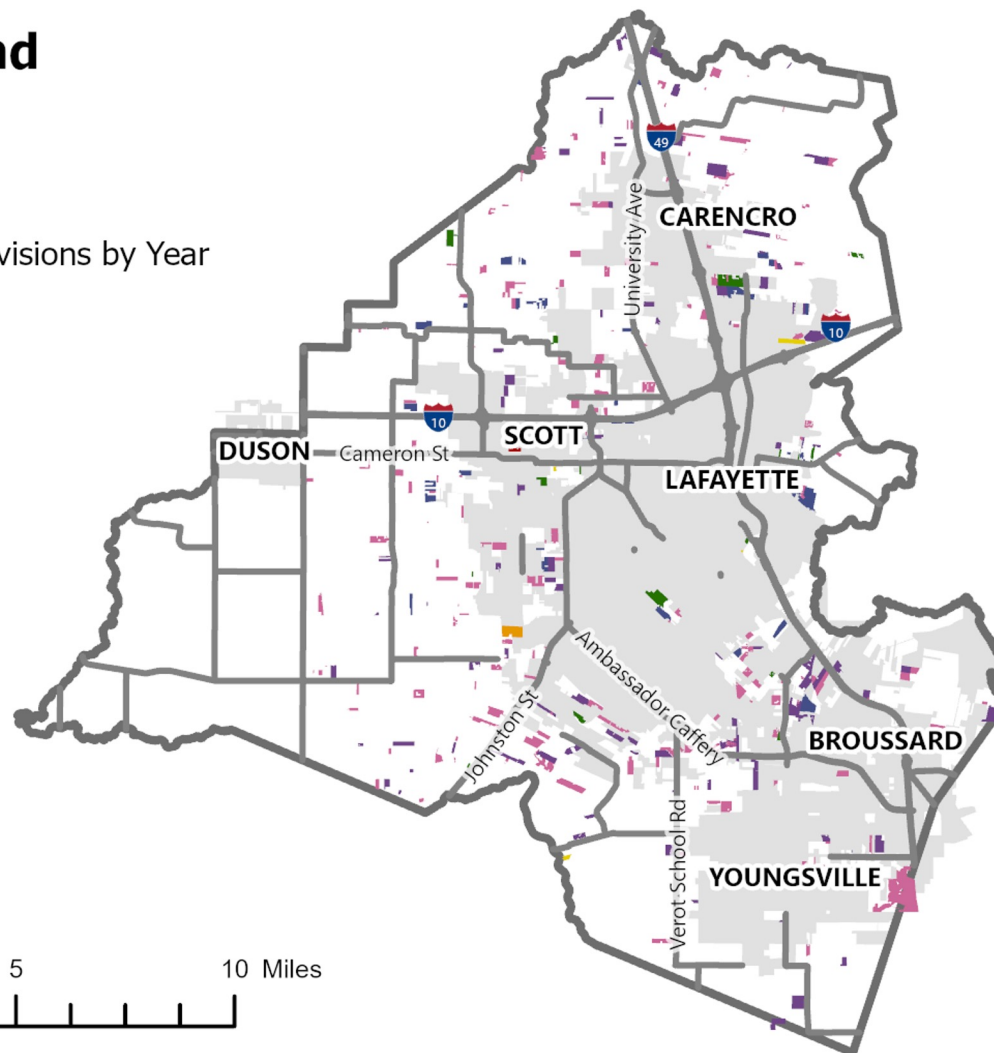 nd
visions by Year
49
CARENCRO
University Ave
10
10
SCOTT
DUSON
Cameron St
LAFAYETTE
Ambassador Caffery
Johnston St
BROUSSARD
Verot School Rd
YOUNGSVILLE
5
10 Miles